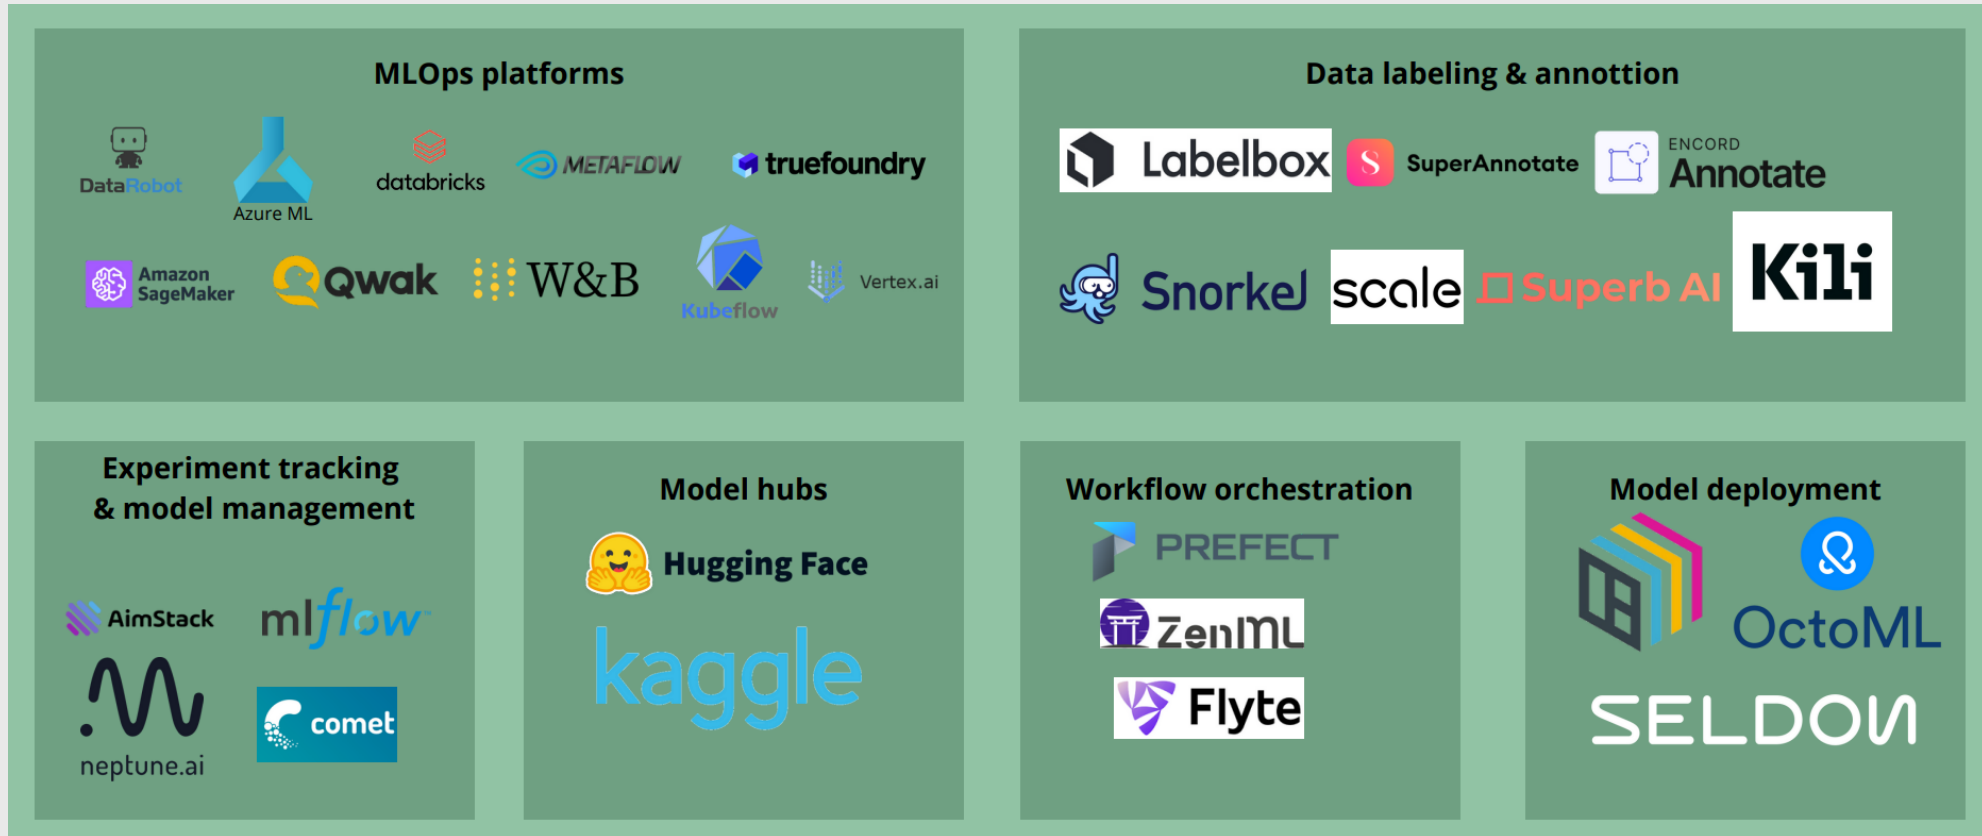 MLOps platforms
DataRobot
Azure ML
databricks
METAFLOW
truefoundry
Amazon
SageMaker
Qwak
W&B
Kubeflow
Vertex.ai
Data labeling & annottion
Labelbox
SuperAnnotate
ENCORD
Annotate
Snorkel
scale
Superb AI
Kili
Experiment tracking
& model management
AimStack
mlflow™
neptune.ai
comet
Model hubs
Hugging Face
kaggle
Workflow orchestration
PREFECT
ZenML
Flyte
Model deployment
OctoML
SELDON